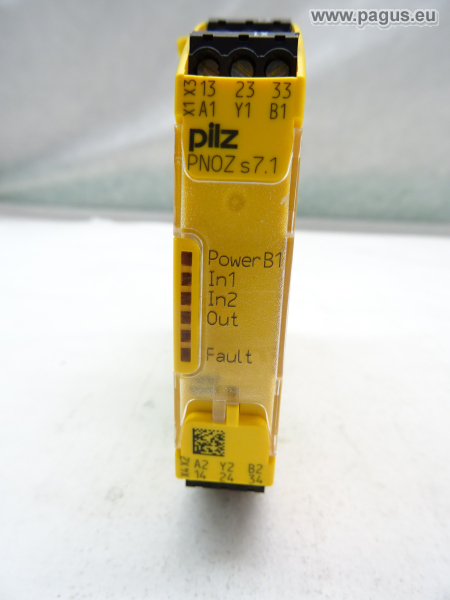 www.pagus.eu
X3 13 23 33
X1 A1 Y1 B1
pilz
PNOZ s7.1
Power B1
In1
In2
Out
Fault
X2 A2 Y2 B2
X4 14 24 34